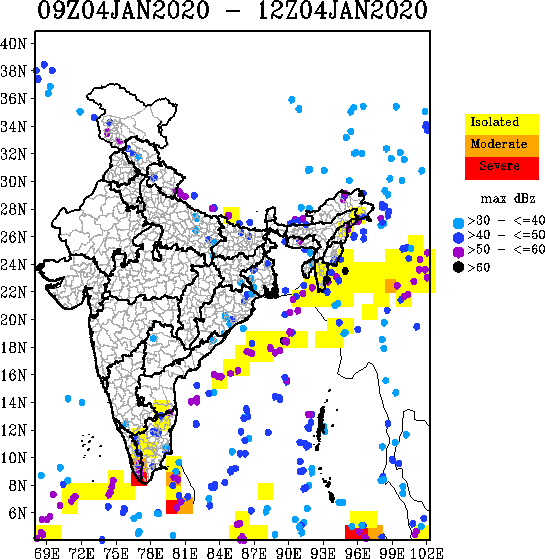 09Z04JAN2020 - 12Z04JAN2020
40N
38N
36N
34N
32N
30N
28N
26N
24N
22N
20N
18N
16N
14N
12N
10N
8N
6N
69E 72E 75E 78E 81E 84E 87E 90E 93E 96E 99E 102E
Isolated
Moderate
Severe
max dBz
>30 - <=40
>40 - <=50
>50 - <=60
>60